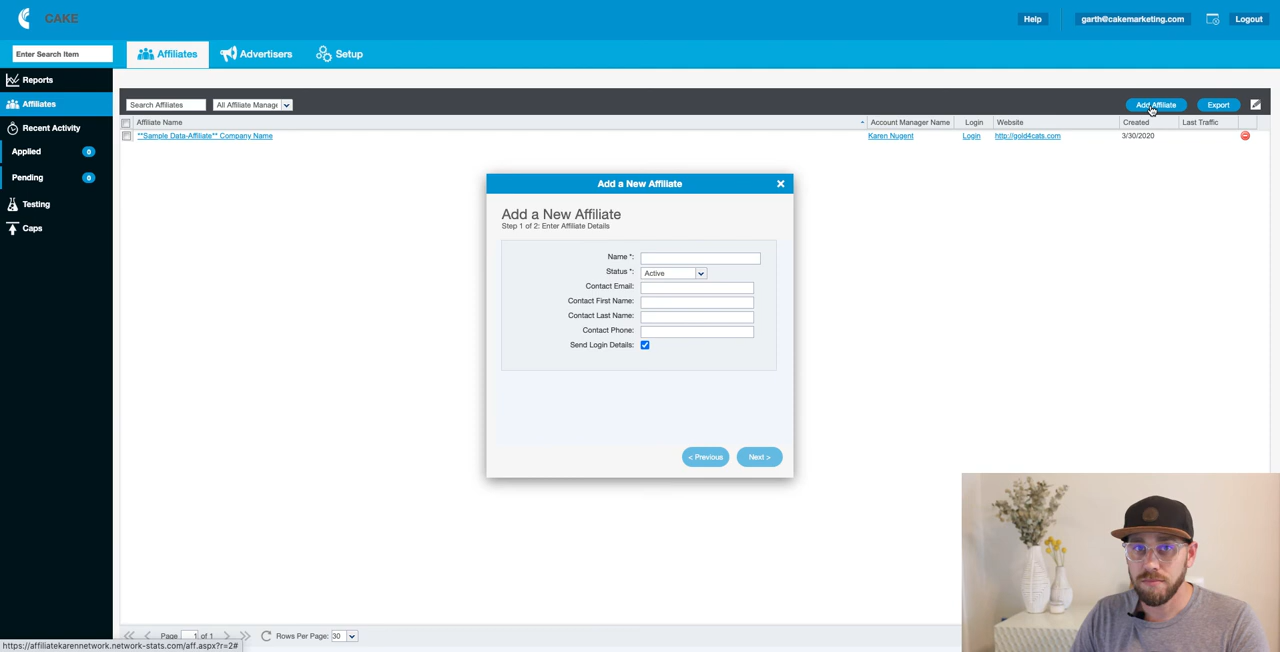 CAKE
Help
garth@cakemarketing.com
Logout
Enter Search Item
Affiliates
Advertisers
Setup
Reports
Affiliates
Recent Activity
Applied 0
Pending 0
Testing
Caps
Search Affiliates
All Affiliate Manage
Add Affiliate
Export
Affiliate Name
Account Manager Name
Login
Website
Created
Last Traffic
**Sample Data-Affiliate** Company Name
Karen Nugent
Login
http://gold4cats.com
3/30/2020
Add a New Affiliate
Add a New Affiliate
Step 1 of 2: Enter Affiliate Details
Name *:
Status *: Active
Contact Email:
Contact First Name:
Contact Last Name:
Contact Phone:
Send Login Details:
< Previous
Next >
Page 1 of 1
Rows Per Page: 30
https://affiliatekarennetwork.network-stats.com/aff.aspx?r=2#